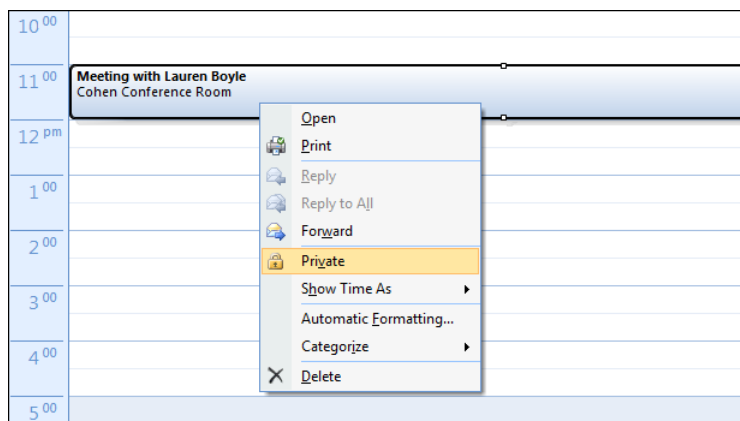 10 00
11 00
Meeting with Lauren Boyle
Cohen Conference Room
12 pm
1 00
2 00
3 00
4 00
5 00
Open
Print
Reply
Reply to All
Forward
Private
Show Time As
Automatic Formatting...
Categorize
Delete